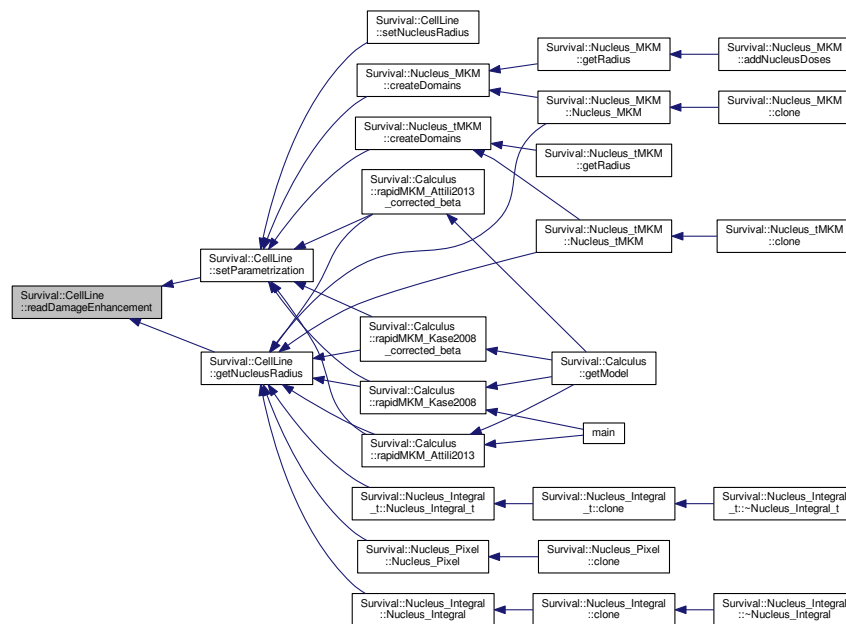 Survival::CellLine
::setNucleusRadius
Survival::Nucleus_MKM
::getRadius
Survival::Nucleus_MKM
::addNucleusDoses
Survival::Nucleus_MKM
::createDomains
Survival::Nucleus_MKM
::Nucleus_MKM
Survival::Nucleus_MKM
::clone
Survival::Nucleus_tMKM
::createDomains
Survival::Nucleus_tMKM
::getRadius
Survival::Calculus
::rapidMKM_Attili2013
_corrected_beta
Survival::Nucleus_tMKM
::Nucleus_tMKM
Survival::Nucleus_tMKM
::clone
Survival::CellLine
::setParametrization
Survival::CellLine
::readDamageEnhancement
Survival::Calculus
::rapidMKM_Kase2008
_corrected_beta
Survival::CellLine
::getNucleusRadius
Survival::Calculus
::getModel
Survival::Calculus
::rapidMKM_Kase2008
main
Survival::Calculus
::rapidMKM_Attili2013
Survival::Nucleus_Integral
_t::Nucleus_Integral_t
Survival::Nucleus_Integral
_t::clone
Survival::Nucleus_Integral
_t::~Nucleus_Integral_t
Survival::Nucleus_Pixel
::Nucleus_Pixel
Survival::Nucleus_Pixel
::clone
Survival::Nucleus_Integral
::Nucleus_Integral
Survival::Nucleus_Integral
::clone
Survival::Nucleus_Integral
::~Nucleus_Integral